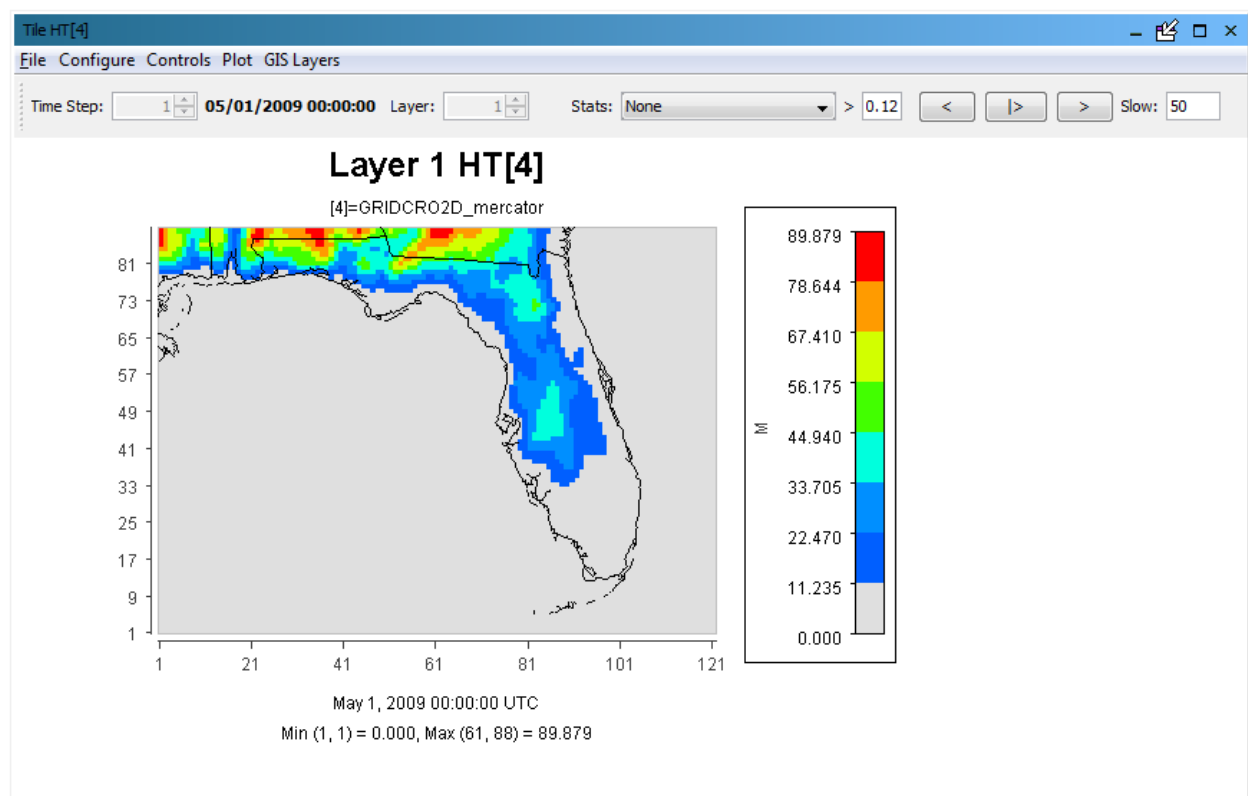 Tile HT[4]
File Configure Controls Plot GIS Layers
Time Step: 1 05/01/2009 00:00:00 Layer: 1 Stats: None > 0.12 < |> > Slow: 50
Layer 1 HT[4]
[4]=GRIDCRO2D_mercator
81
73
65
57
49
41
33
25
17
9
1
1 21 41 61 81 101 121
May 1, 2009 00:00:00 UTC
Min (1, 1) = 0.000, Max (61, 88) = 89.879
M
89.879
78.644
67.410
56.175
44.940
33.705
22.470
11.235
0.000